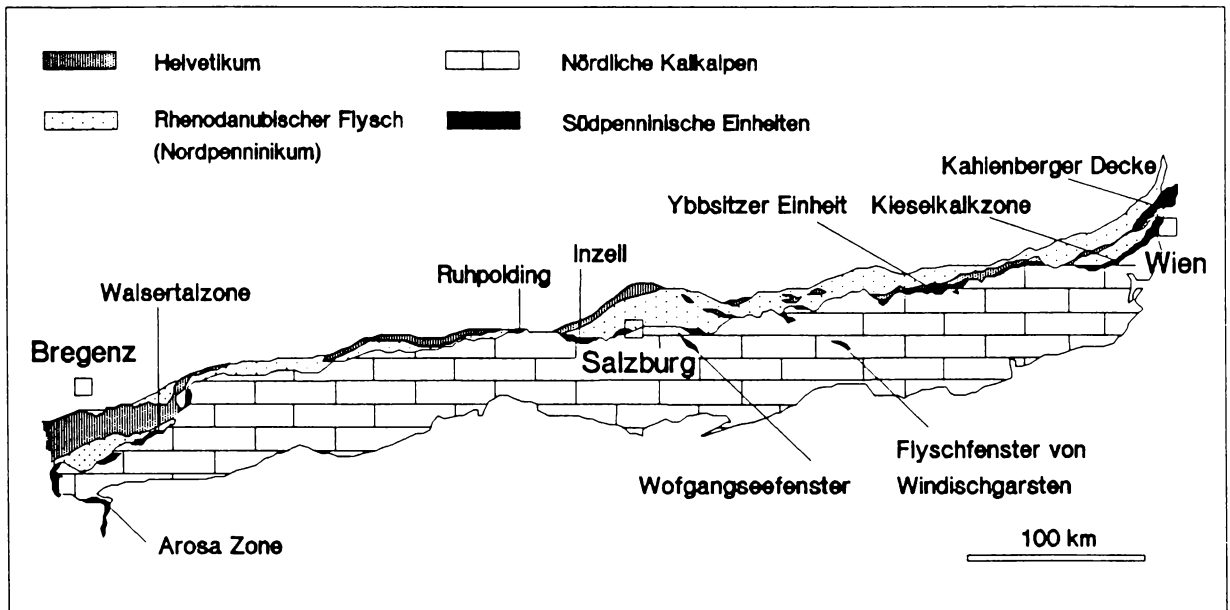 Helvetikum
Nördliche Kalkalpen
Rhenodanubischer Flysch
(Nordpenninikum)
Südpenninische Einheiten
Kahlenberger Decke
Ybbsitzer Einheit
Kieselkalkzone
Inzell
Ruhpolding
Wien
Walsertalzone
Bregenz
Salzburg
Flyschfenster von
Windischgarsten
Wofgangseefenster
100 km
Arosa Zone